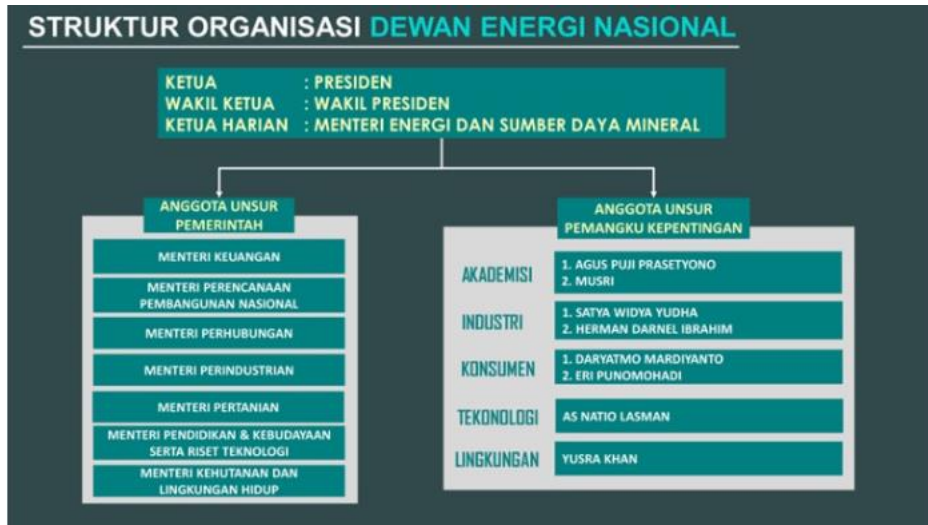 STRUKTUR ORGANISASI DEWAN ENERGI NASIONAL
KETUA : PRESIDEN
WAKIL KETUA : WAKIL PRESIDEN
KETUA HARIAN : MENTERI ENERGI DAN SUMBER DAYA MINERAL
ANGGOTA UNSUR
PEMERINTAH
MENTERI KEUANGAN
MENTERI PERENCANAAN
PEMBANGUNAN NASIONAL
MENTERI PERHUBUNGAN
MENTERI PERINDUSTRIAN
MENTERI PERTANIAN
MENTERI PENDIDIKAN & KEBUDAYAAN
SERTA RISET TEKNOLOGI
MENTERI KEHUTANAN DAN
LINGKUNGAN HIDUP
ANGGOTA UNSUR
PEMANGKU KEPENTINGAN
AKADEMISI
1. AGUS PUJI PRASETYONO
2. MUSRI
INDUSTRI
1. SATYA WIDYA YUDHA
2. HERMAN DARNEL IBRAHIM
KONSUMEN
1. DARYATMO MARDIYANTO
2. ERI PUNOMOHADI
TEKONOLOGI
AS NATIO LASMAN
LINGKUNGAN
YUSRA KHAN